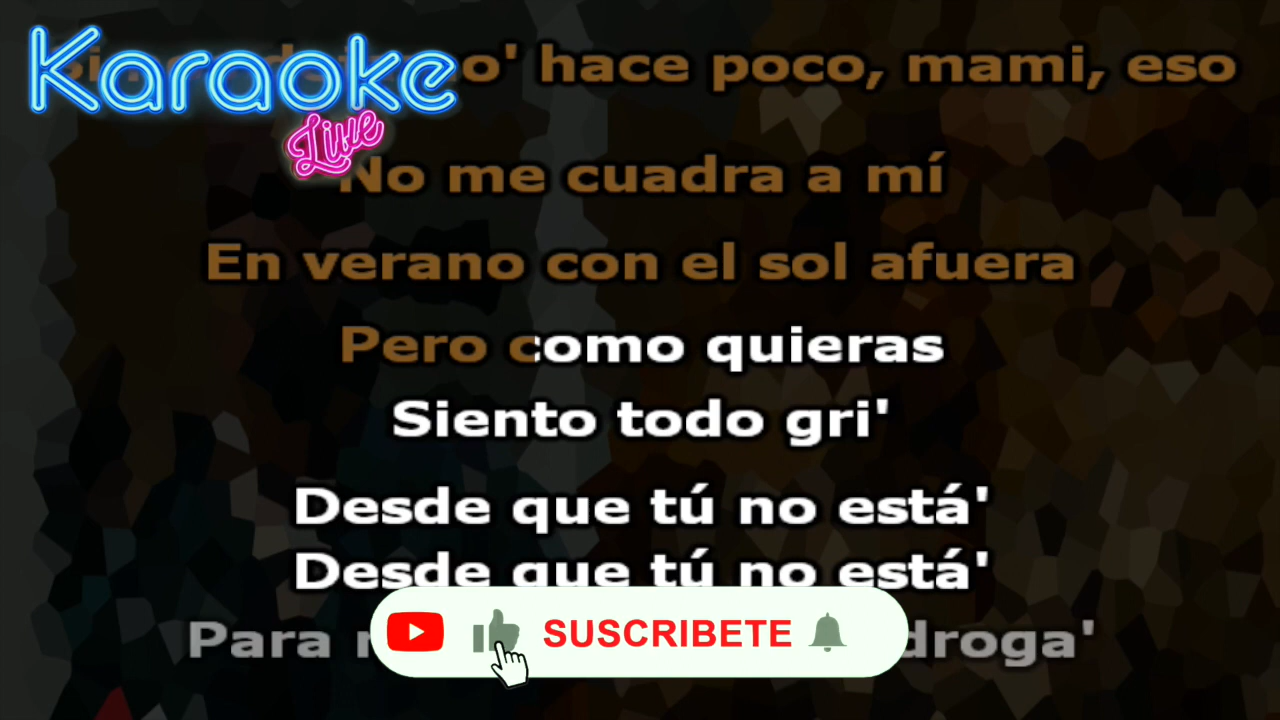 Karaoke
Live
o' hace poco, mami, eso
No me cuadra a mí
En verano con el sol afuera
Pero como quieras
Siento todo gri'
Desde que tú no está'
Desde que tú no está'
Para droga'
SUSCRIBETE